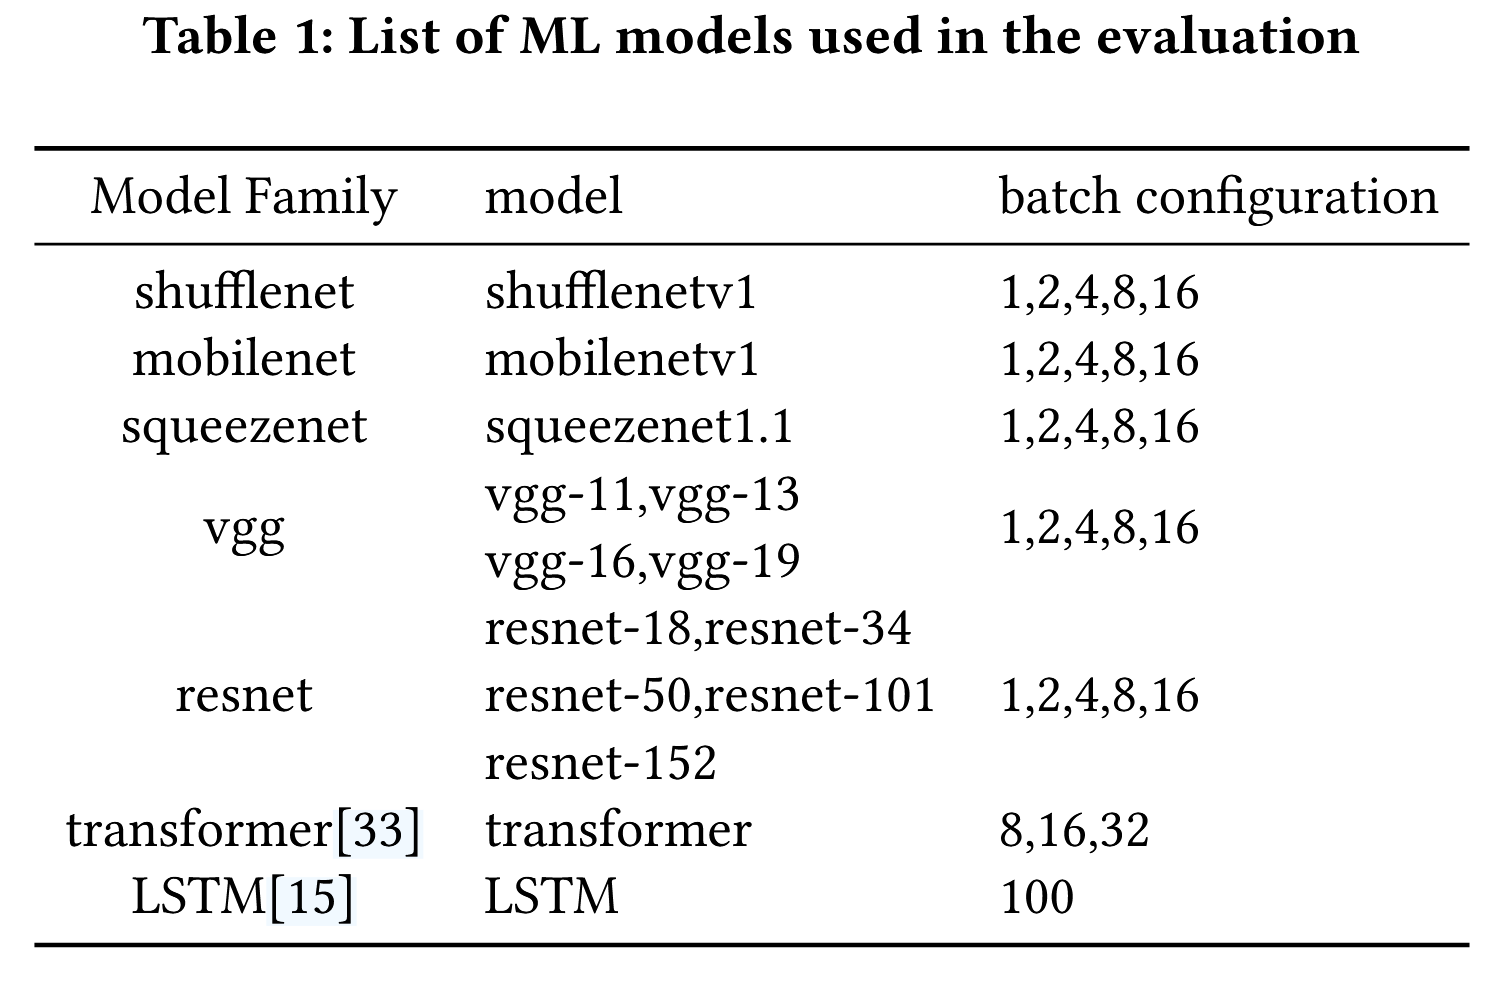 Table 1: List of ML models used in the evaluation
Model Family model batch configuration
shufflenet shufflenetv1 1,2,4,8,16
mobilenet mobilenetv1 1,2,4,8,16
squeezenet squeezenet1.1 1,2,4,8,16
vgg-11,vgg-13
vgg 1,2,4,8,16
vgg-16,vgg-19
resnet-18,resnet-34
resnet resnet-50,resnet-101 1,2,4,8,16
resnet-152
transformer[33] transformer 8,16,32
LSTM[15] LSTM 100